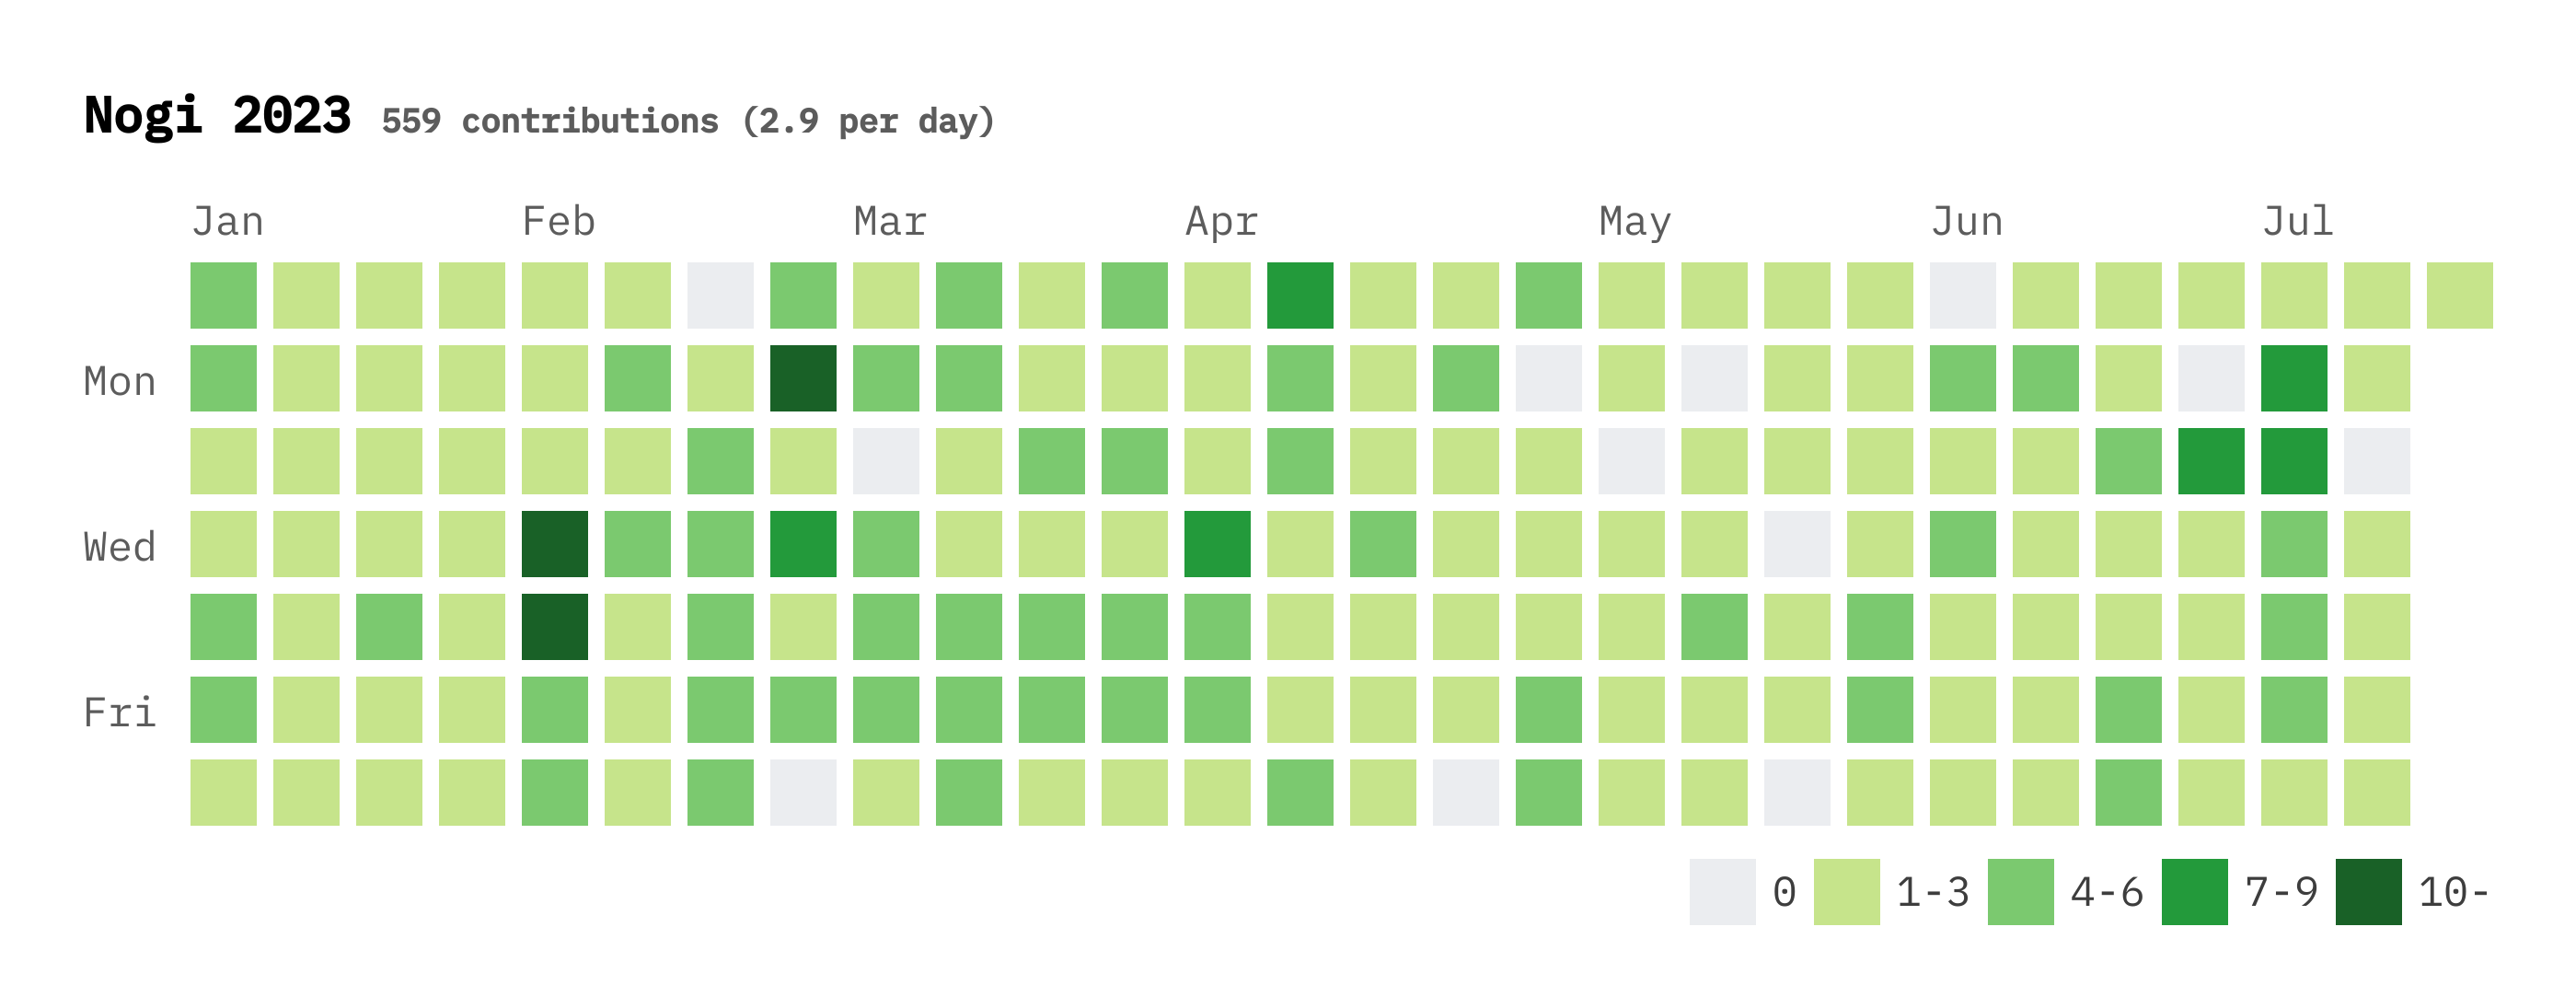 Nogi 2023 559 contributions (2.9 per day)
Jan Feb Mar Apr May Jun Jul
Mon
Wed
Fri
0 1-3 4-6 7-9 10-